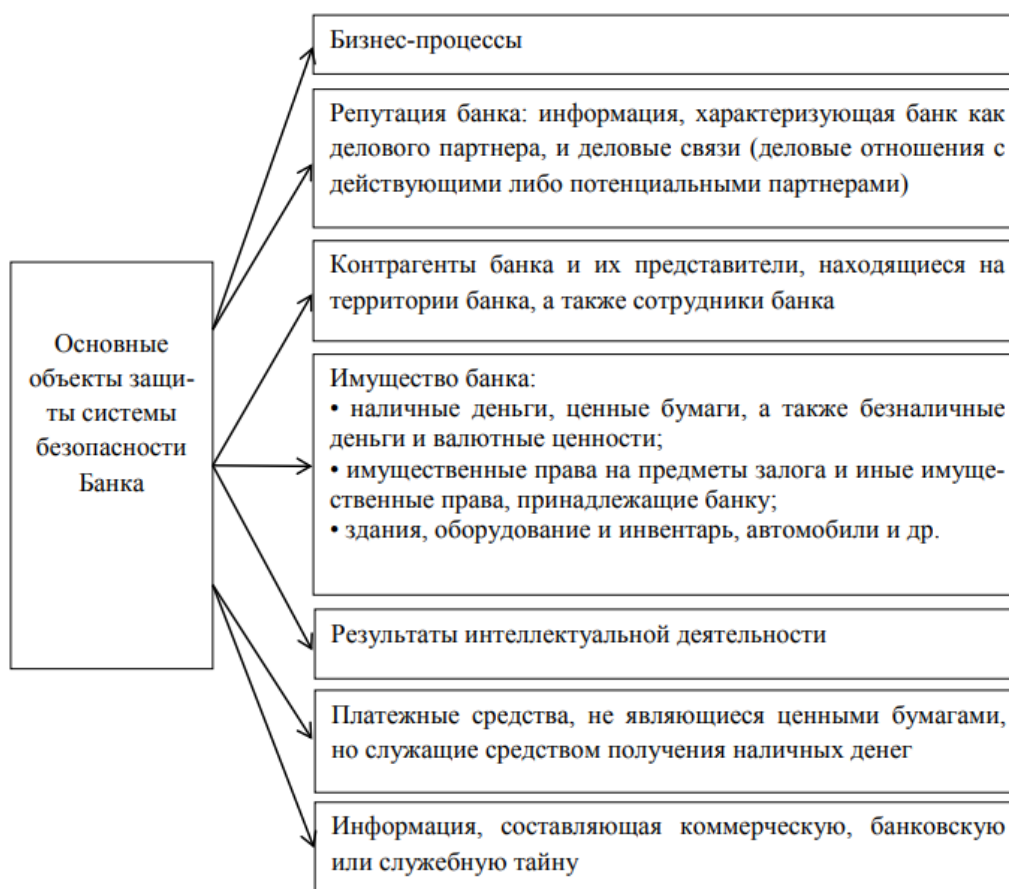 Бизнес-процессы
Репутация банка: информация, характеризующая банк как
делового партнера, и деловые связи (деловые отношения с
действующими либо потенциальными партнерами)
Контрагенты банка и их представители, находящиеся на
территории банка, а также сотрудники банка
Основные
объекты защи-
ты системы
безопасности
Банка
Имущество банка:
• наличные деньги, ценные бумаги, а также безналичные
деньги и валютные ценности;
• имущественные права на предметы залога и иные имуще-
ственные права, принадлежащие банку;
• здания, оборудование и инвентарь, автомобили и др.
Результаты интеллектуальной деятельности
Платежные средства, не являющиеся ценными бумагами,
но служащие средством получения наличных денег
Информация, составляющая коммерческую, банковскую
или служебную тайну